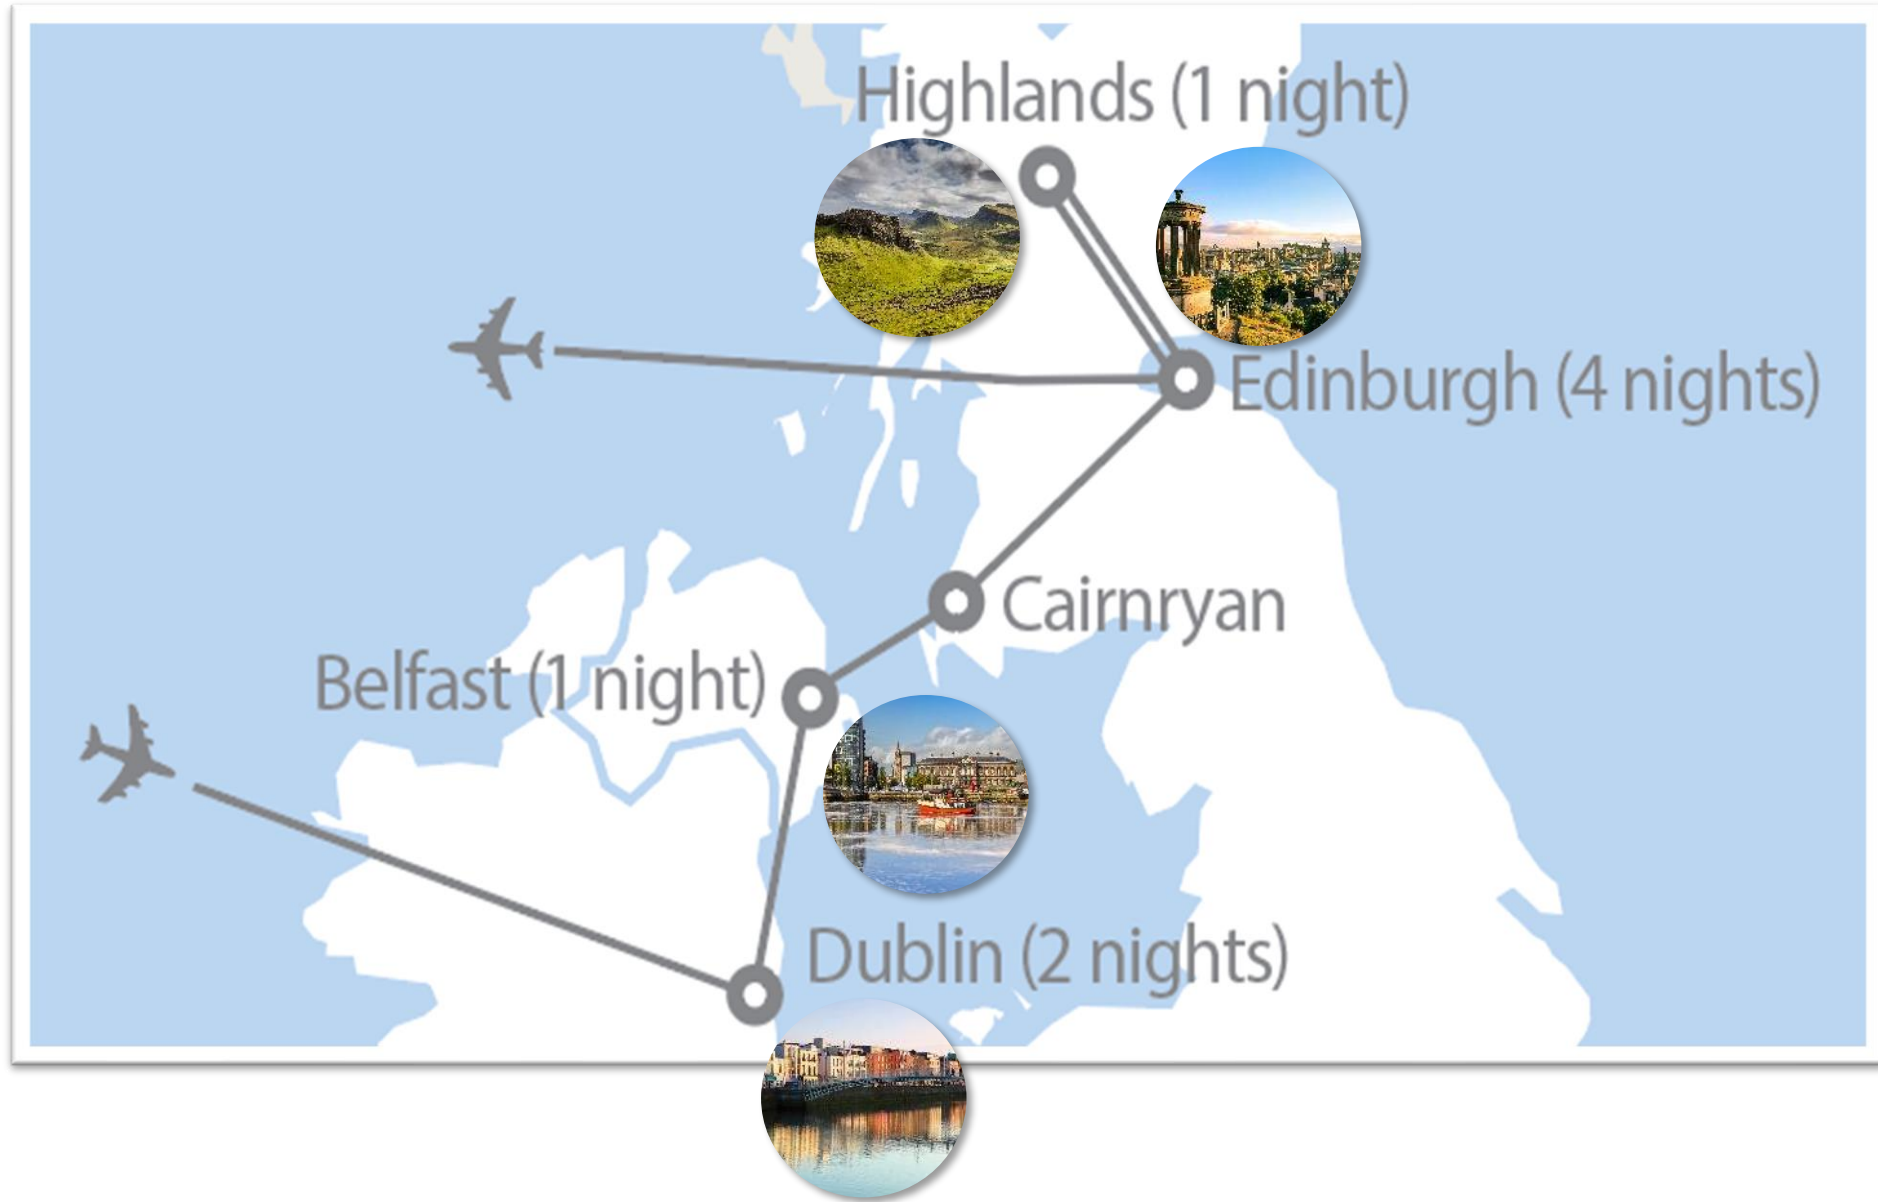 Highlands (1 night)
Edinburgh (4 nights)
Cairnryan
Belfast (1 night)
Dublin (2 nights)